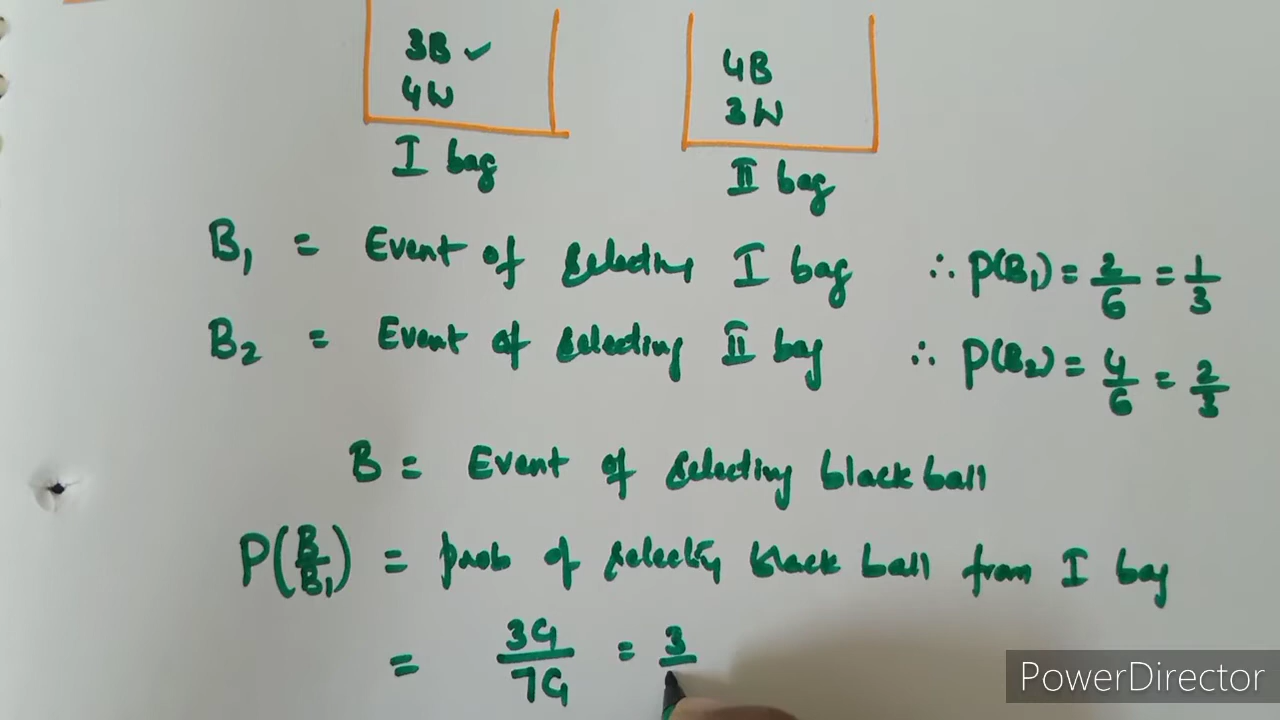 3B ✓
4W
I bag
4B
3W
II bag
B₁ = Event of selecting I bag ∴ P(B₁) = 2/6 = 1/3
B₂ = Event of selecting II bag ∴ P(B₂) = 4/6 = 2/3
B = Event of selecting black ball
P(B/B₁) = prob of selectig black ball from I bag
= 3C₁/7C₁ = 3
PowerDirector